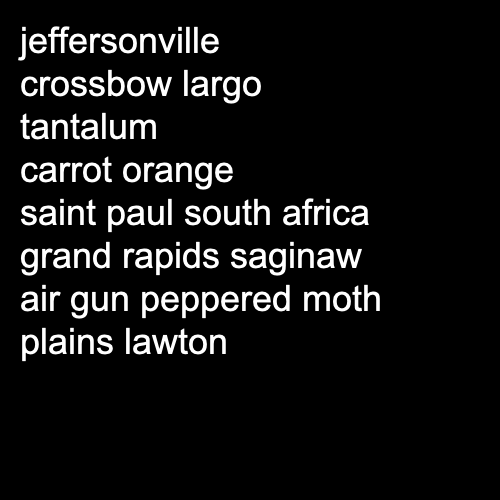 jeffersonville
crossbow largo
tantalum
carrot orange
saint paul south africa
grand rapids saginaw
air gun peppered moth
plains lawton